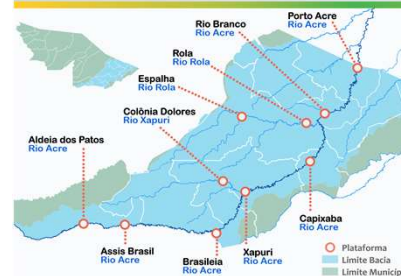 Porto Acre
Rio Acre
Rio Branco
Rio Acre
Rola
Rio Rola
Espalha
Rio Rola
Colônia Dolores
Rio Xapuri
Aldeia dos Patos
Rio Acre
Assis Brasil
Rio Acre
Brasileia
Rio Acre
Xapuri
Rio Acre
Capixaba
Rio Acre
Plataforma
Limite Bacia
Limite Municíp